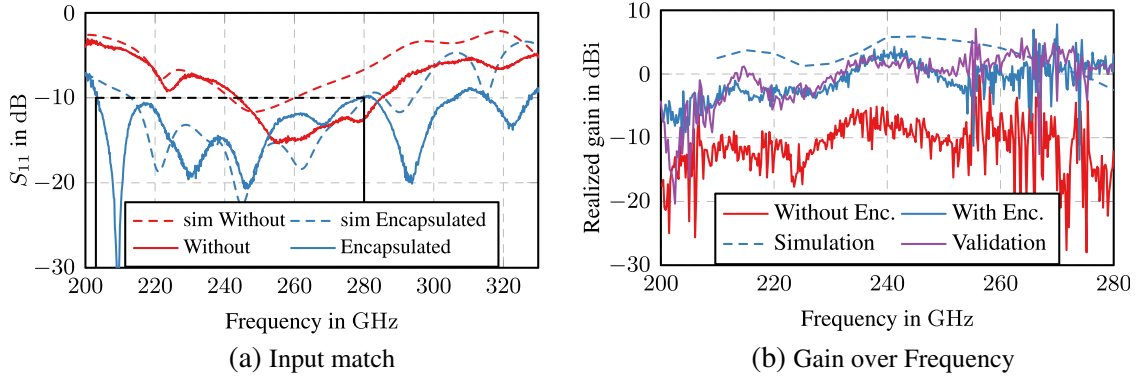 0
−10
−20
−30
S11 in dB
sim Without
sim Encapsulated
Without
Encapsulated
200
220
240
260
280
300
320
Frequency in GHz
(a) Input match
10
0
−10
−20
−30
Realized gain in dBi
Without Enc.
With Enc.
Simulation
Validation
200
220
240
260
280
Frequency in GHz
(b) Gain over Frequency